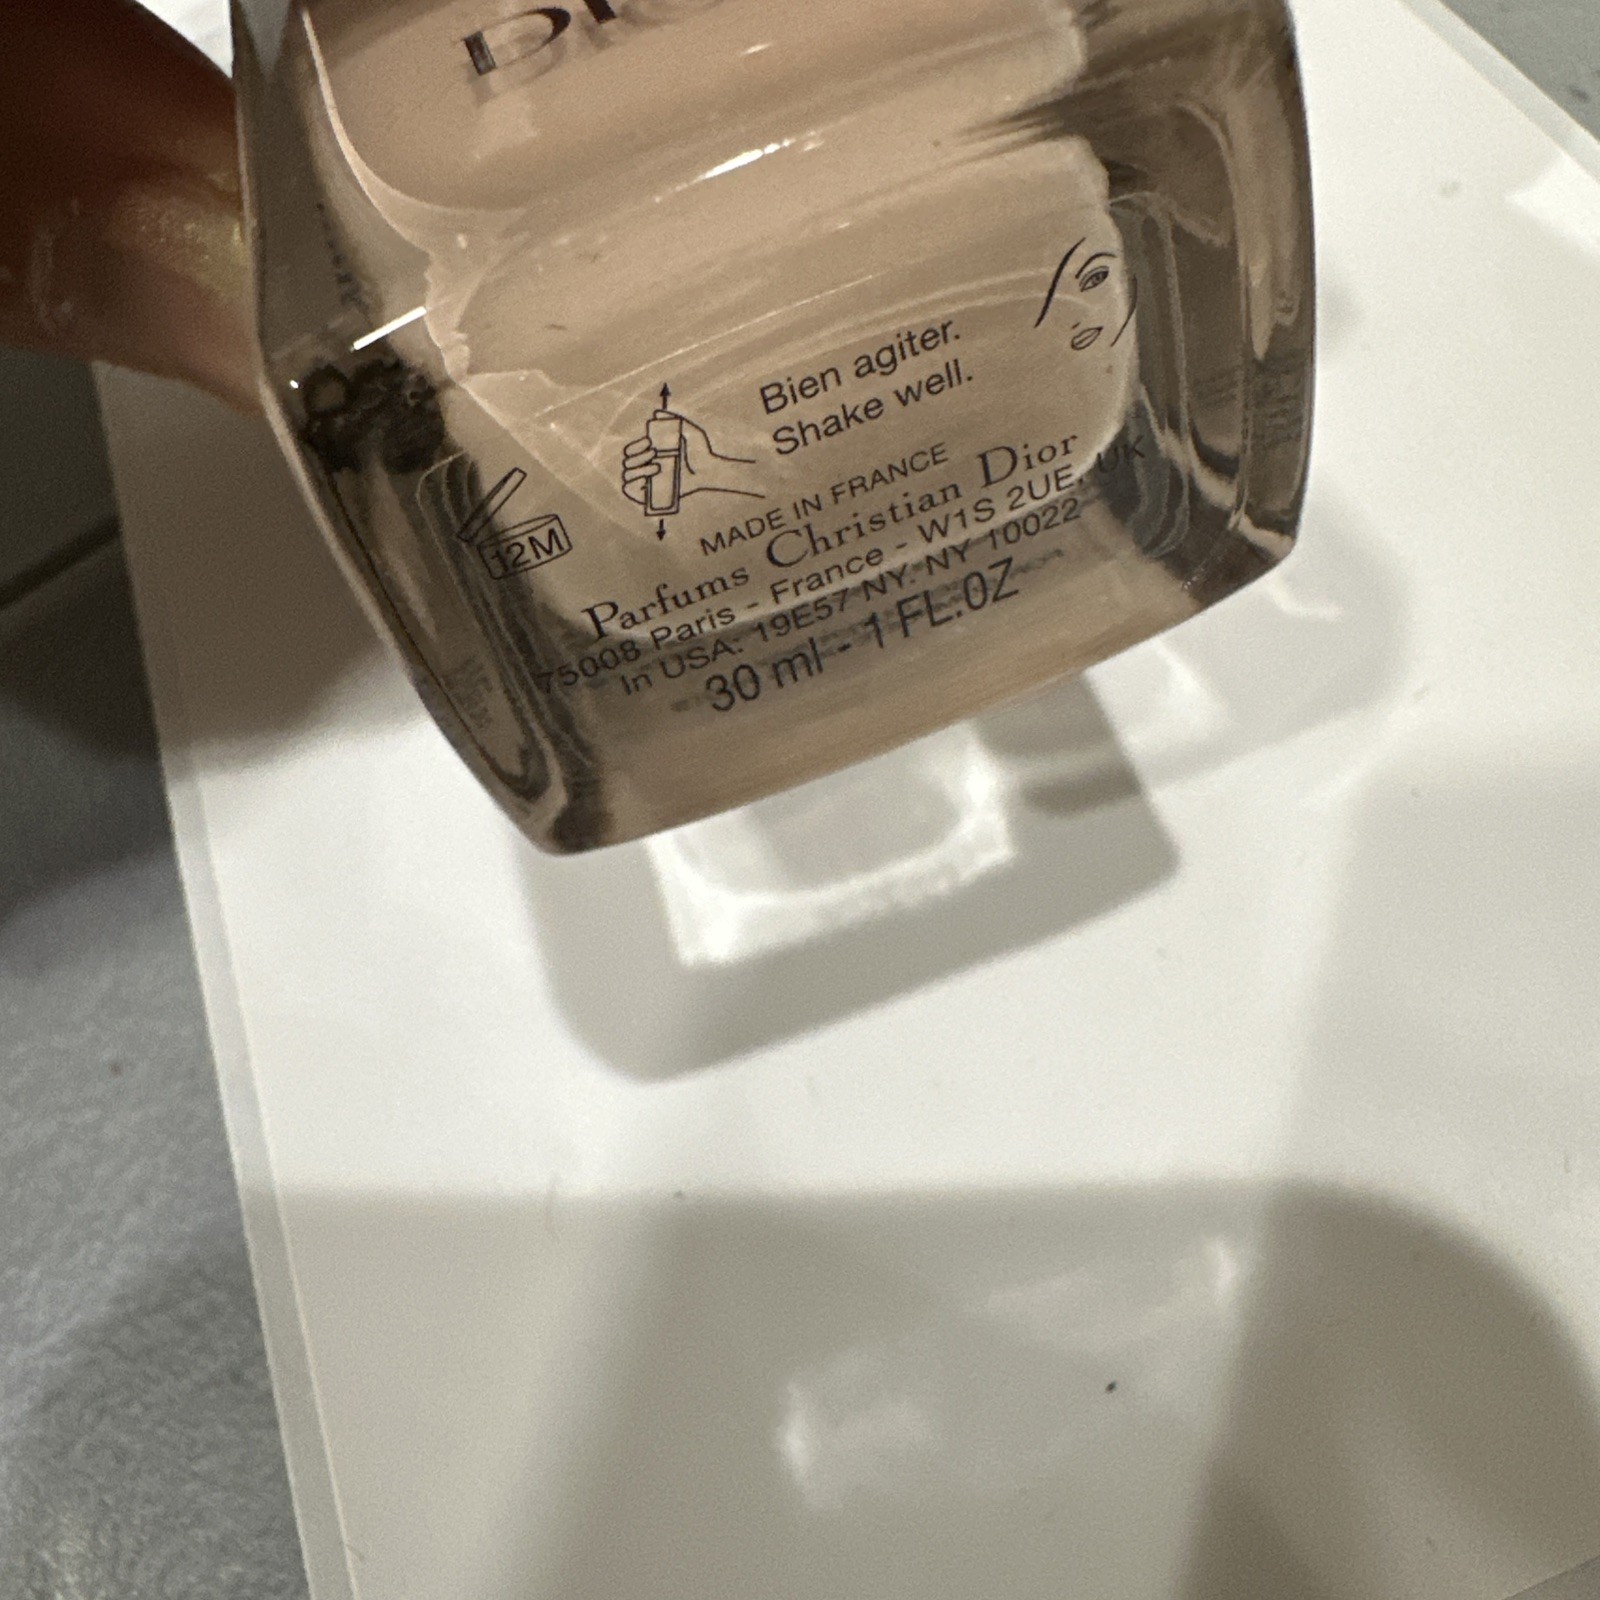 DI
Bien agiter.
Shake well.
12M
MADE IN FRANCE
Parfums Christian Dior
75008 Paris - France - W1S 2UE, UK
In USA: 19E57 NY. NY 10022
30 ml - 1 FL.OZ